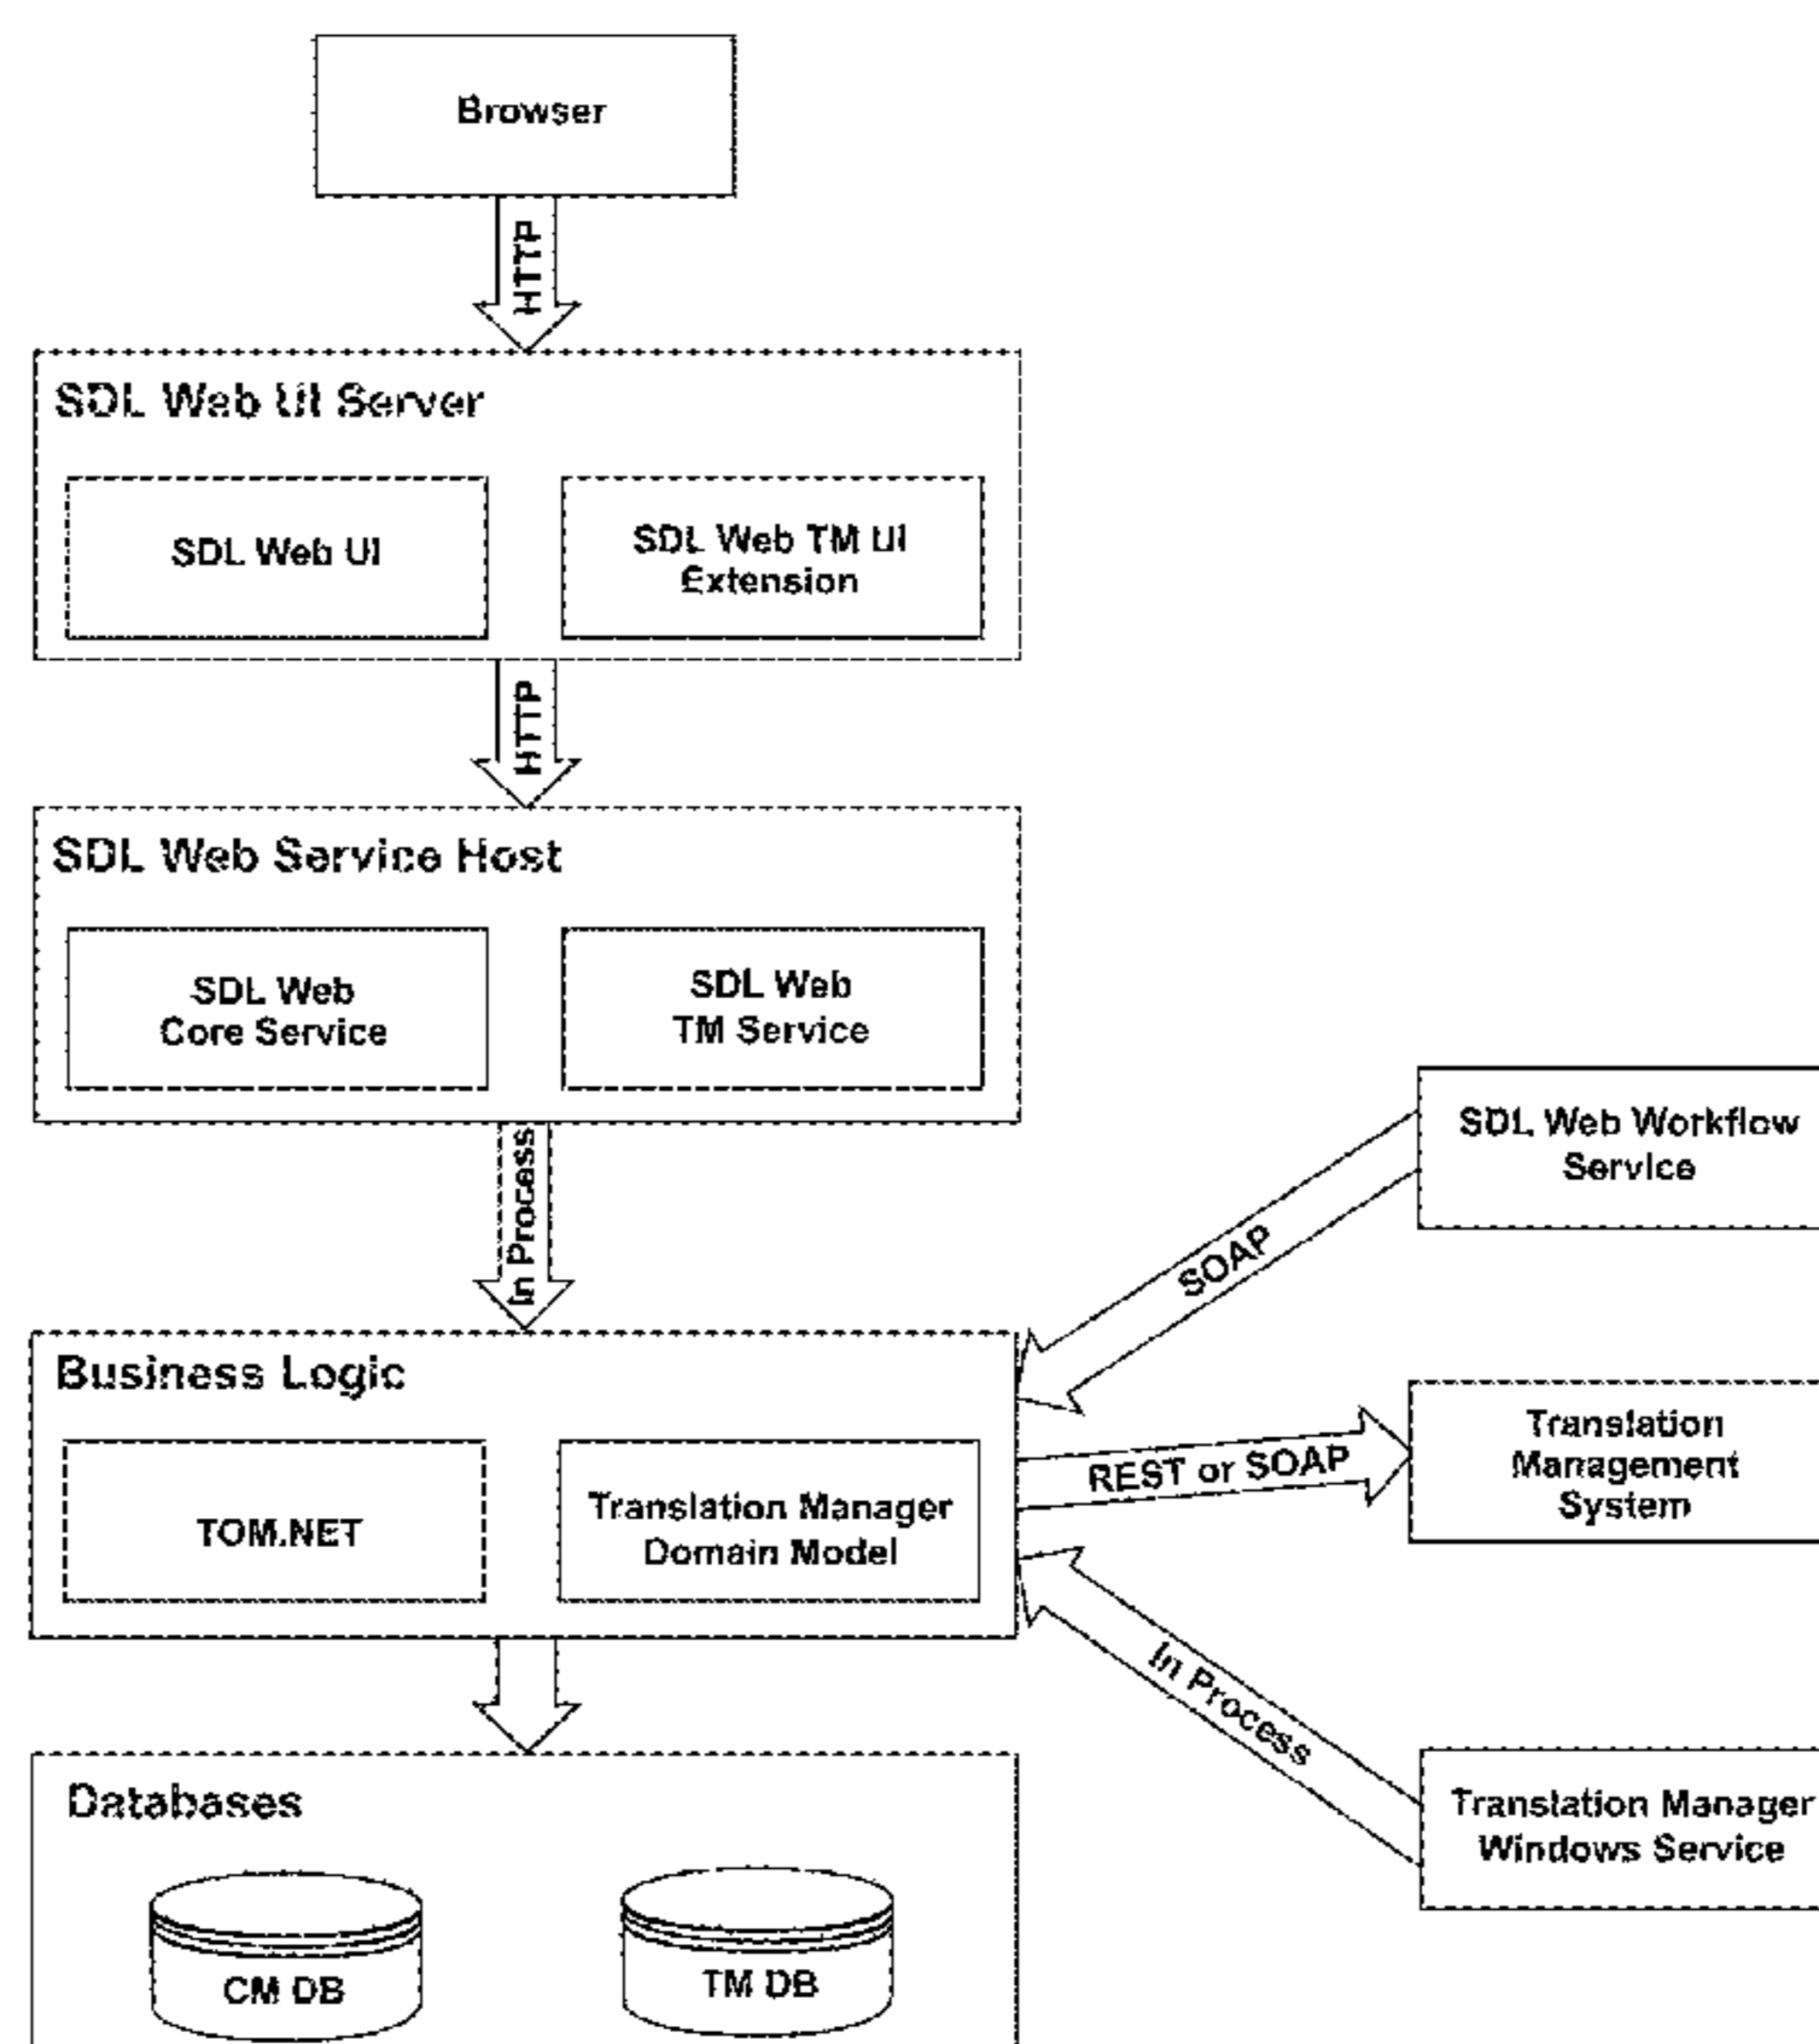 Browser
HTTP
SDL Web UI Server
SDL Web UI
SDL Web TM UI
Extension
HTTP
SDL Web Service Host
SDL Web
Core Service
SDL Web
TM Service
In Process
SDL Web Workflow
Service
SOAP
Business Logic
TOM.NET
Translation Manager
Domain Model
REST or SOAP
Translation
Management
System
In Process
Translation Manager
Windows Service
Databases
CM DB
TM DB